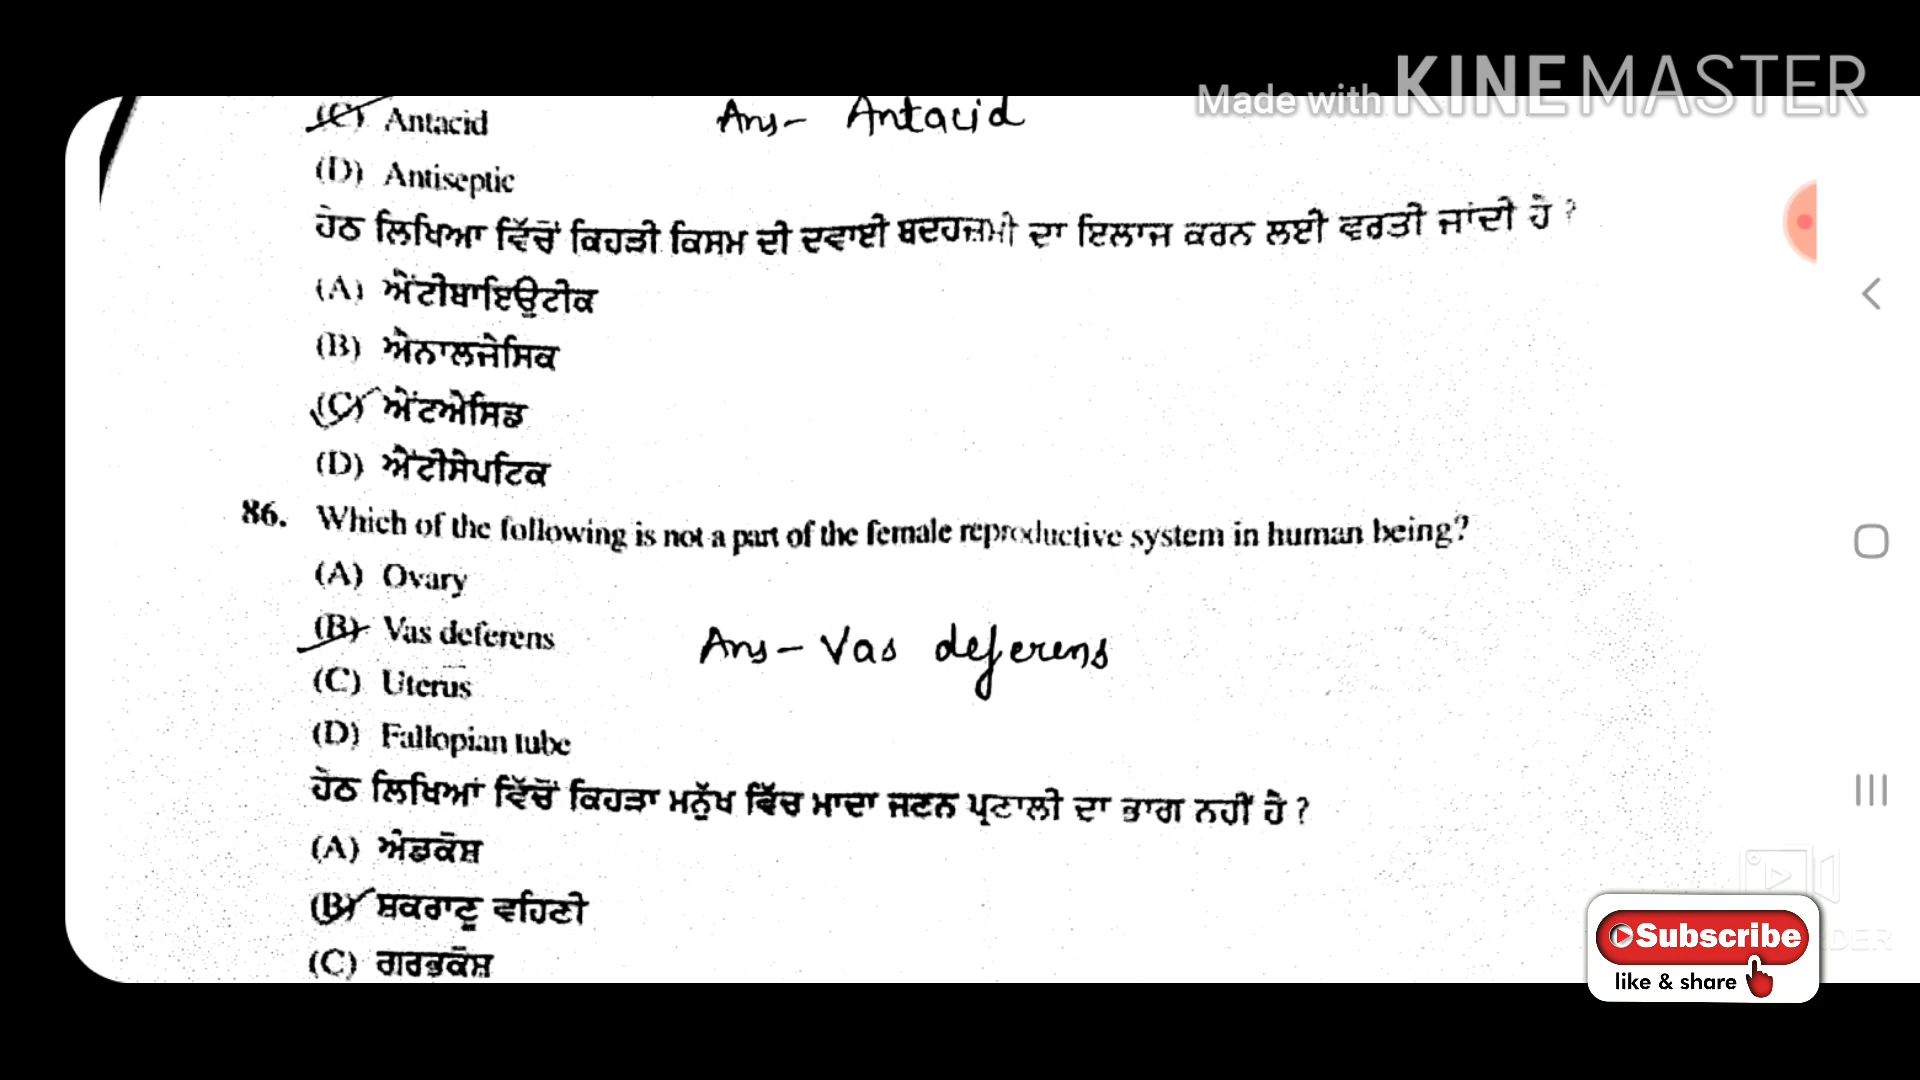 Made with KINEMASTER
(C) Antacid Ans- Antacid
(D) Antiseptic
ਹੇਠ ਲਿਖਿਆ ਵਿੱਚੋਂ ਕਿਹੜੀ ਕਿਸਮ ਦੀ ਦਵਾਈ ਬਦਹਜ਼ਮੀ ਦਾ ਇਲਾਜ ਕਰਨ ਲਈ ਵਰਤੀ ਜਾਂਦੀ ਹੈ ?
(A) ਐਂਟੀਬਾਇਉਟੀਕ
(B) ਐਨਾਲਜੇਸਿਕ
(C) ਐਂਟਐਸਿਡ
(D) ਐਂਟੀਸੇਪਟਿਕ
86. Which of the following is not a part of the female reproductive system in human being?
(A) Ovary
(B) Vas deferens Ans- Vas deferens
(C) Uterus
(D) Fallopian tube
ਹੇਠ ਲਿਖਿਆਂ ਵਿੱਚੋਂ ਕਿਹੜਾ ਮਨੁੱਖ ਵਿੱਚ ਮਾਦਾ ਜਣਨ ਪ੍ਰਣਾਲੀ ਦਾ ਭਾਗ ਨਹੀਂ ਹੈ ?
(A) ਅੰਡਕੋਸ਼
(B) ਸ਼ਕਰਾਣੂ ਵਹਿਣੀ
(C) ਗਰਭਕੋਸ਼
Subscribe
like & share